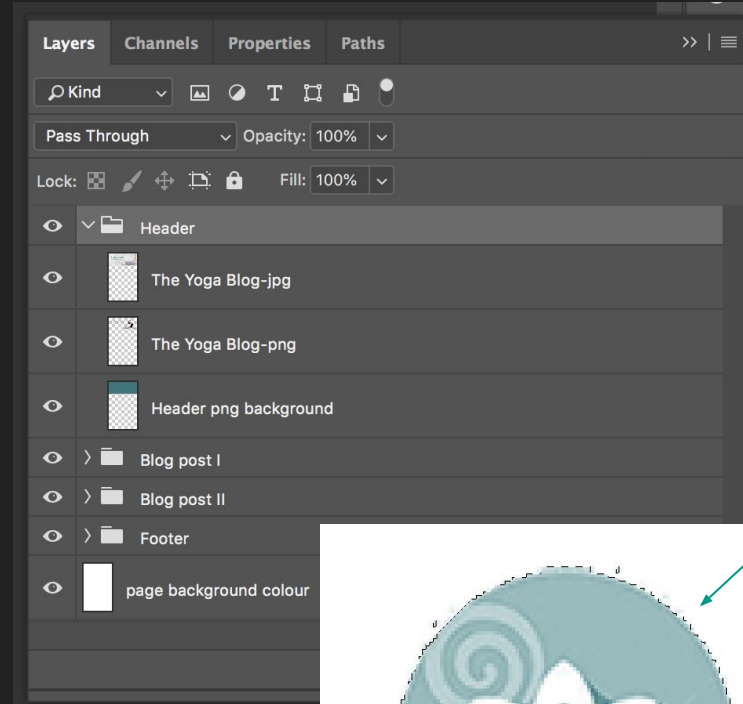 Layers Channels Properties Paths
Kind
Pass Through Opacity: 100%
Lock: Fill: 100%
Header
The Yoga Blog-jpg
The Yoga Blog-png
Header png background
Blog post I
Blog post II
Footer
page background colour